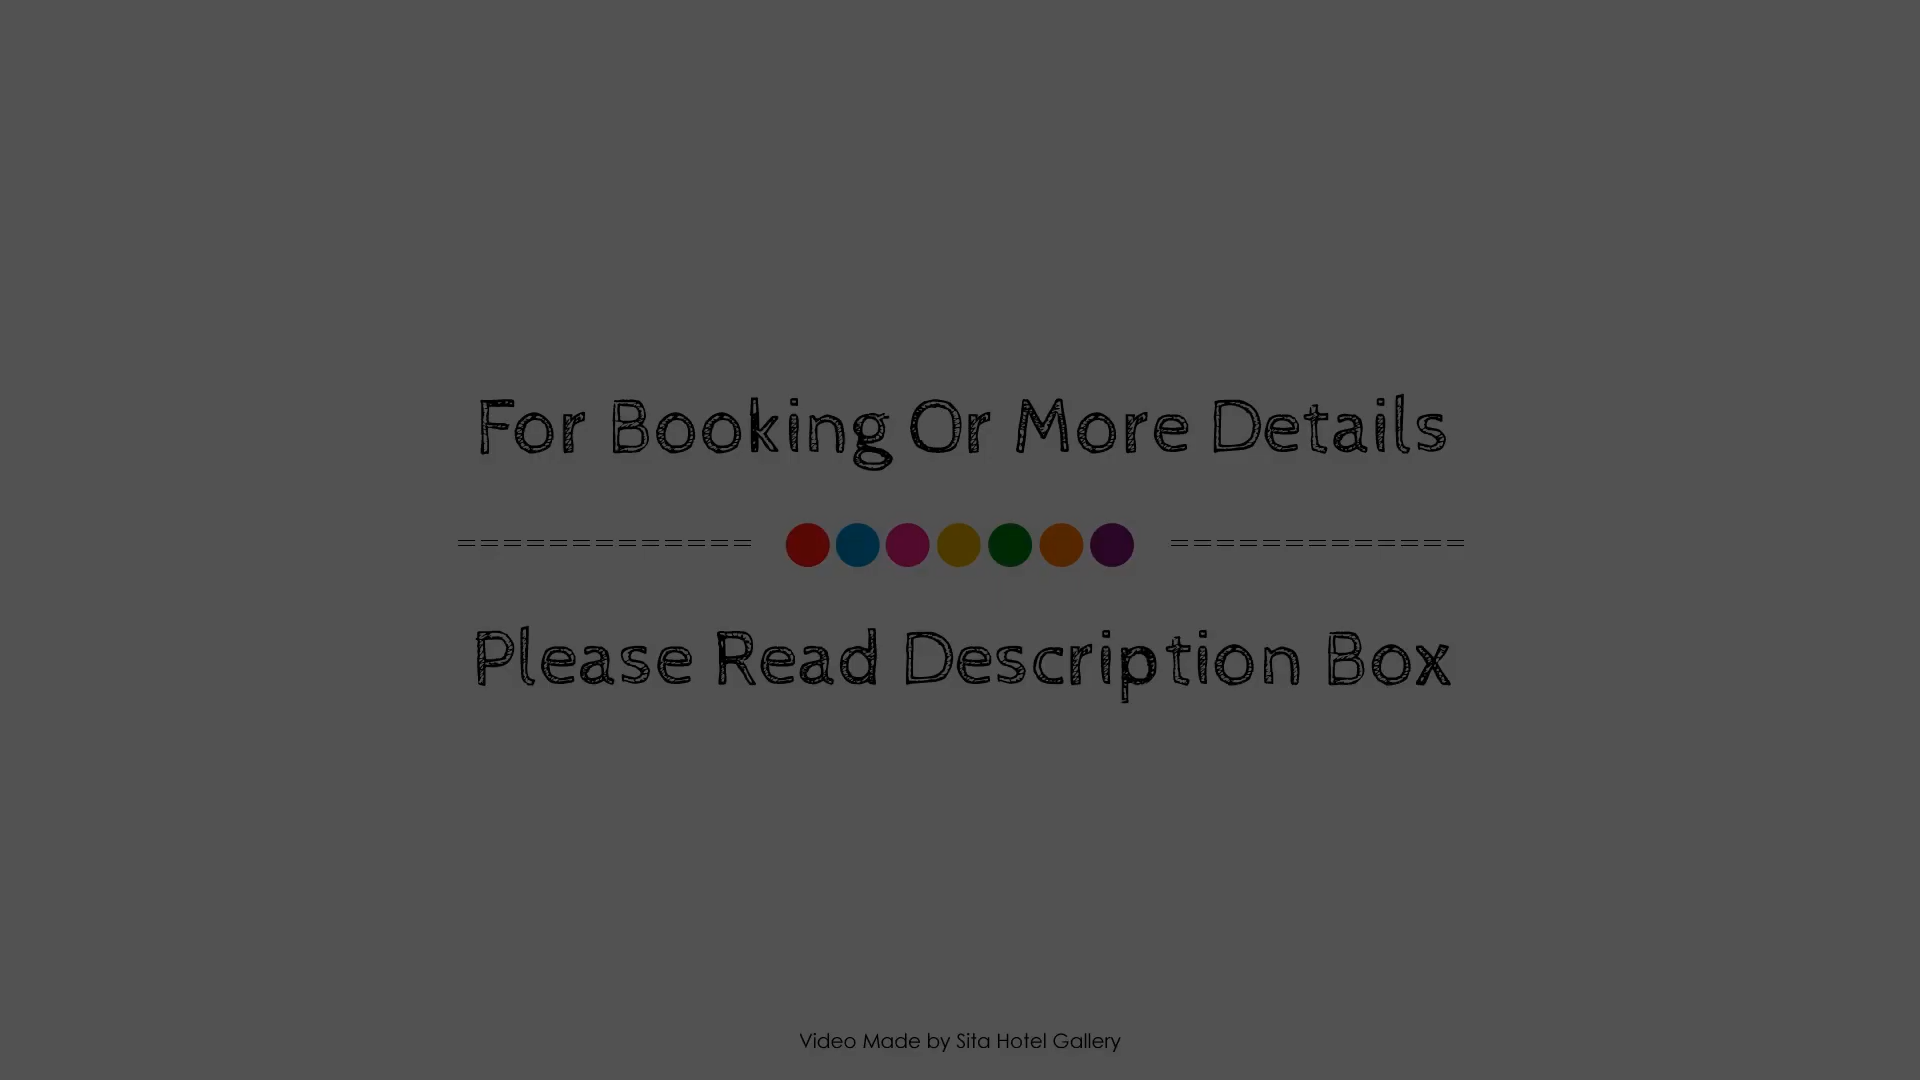 For Booking Or More Details
============= =============
Please Read Description Box
Video Made by Sita Hotel Gallery